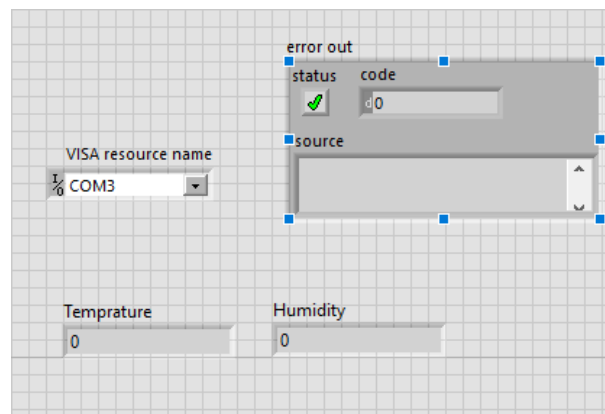 error out
status code
d 0
source
VISA resource name
I/O COM3
Temprature Humidity
0 0